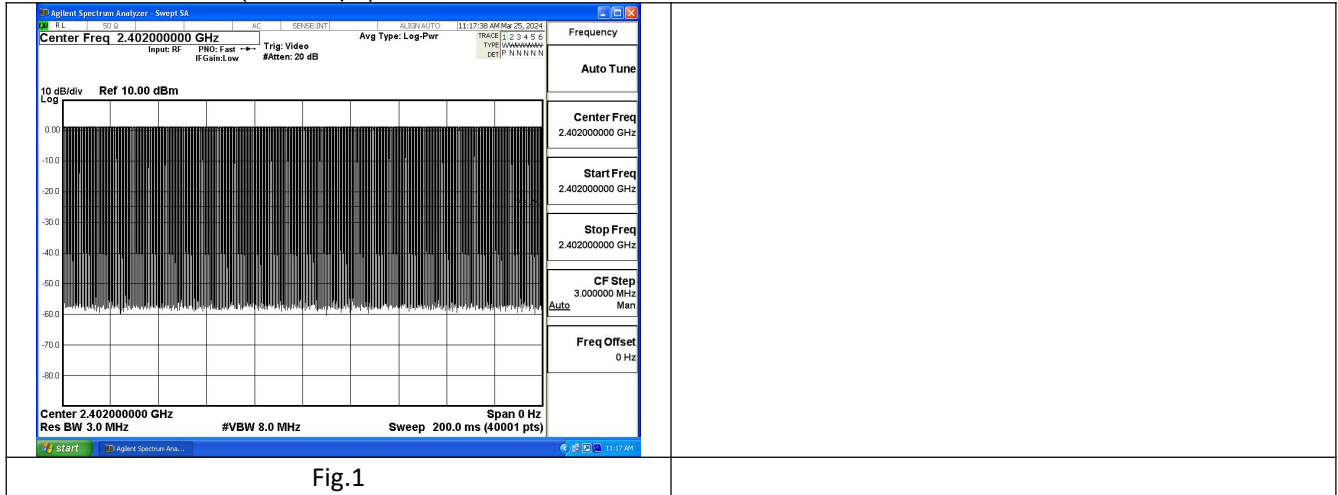 Agilent Spectrum Analyzer - Swept SA
RL 50 Ω AC SENSE:INT ALIGN AUTO 11:17:38 AM Mar 25, 2024
Center Freq 2.402000000 GHz
Input: RF PNO: Fast
IFGain:Low
Trig: Video
#Atten: 20 dB
Avg Type: Log-Pwr
TRACE 1 2 3 4 5 6
TYPE
DET P N N N N N
Frequency
Auto Tune
10 dB/div Ref 10.00 dBm
Log
0.00
-10.0
-20.0
-30.0
-40.0
-50.0
-60.0
-70.0
-80.0
Center Freq
2.402000000 GHz
Start Freq
2.402000000 GHz
Stop Freq
2.402000000 GHz
CF Step
3.000000 MHz
Auto Man
Freq Offset
0 Hz
Center 2.402000000 GHz Span 0 Hz
Res BW 3.0 MHz #VBW 8.0 MHz Sweep 200.0 ms (40001 pts)
start Agilent Spectrum Ana... 11:17 AM
Fig.1